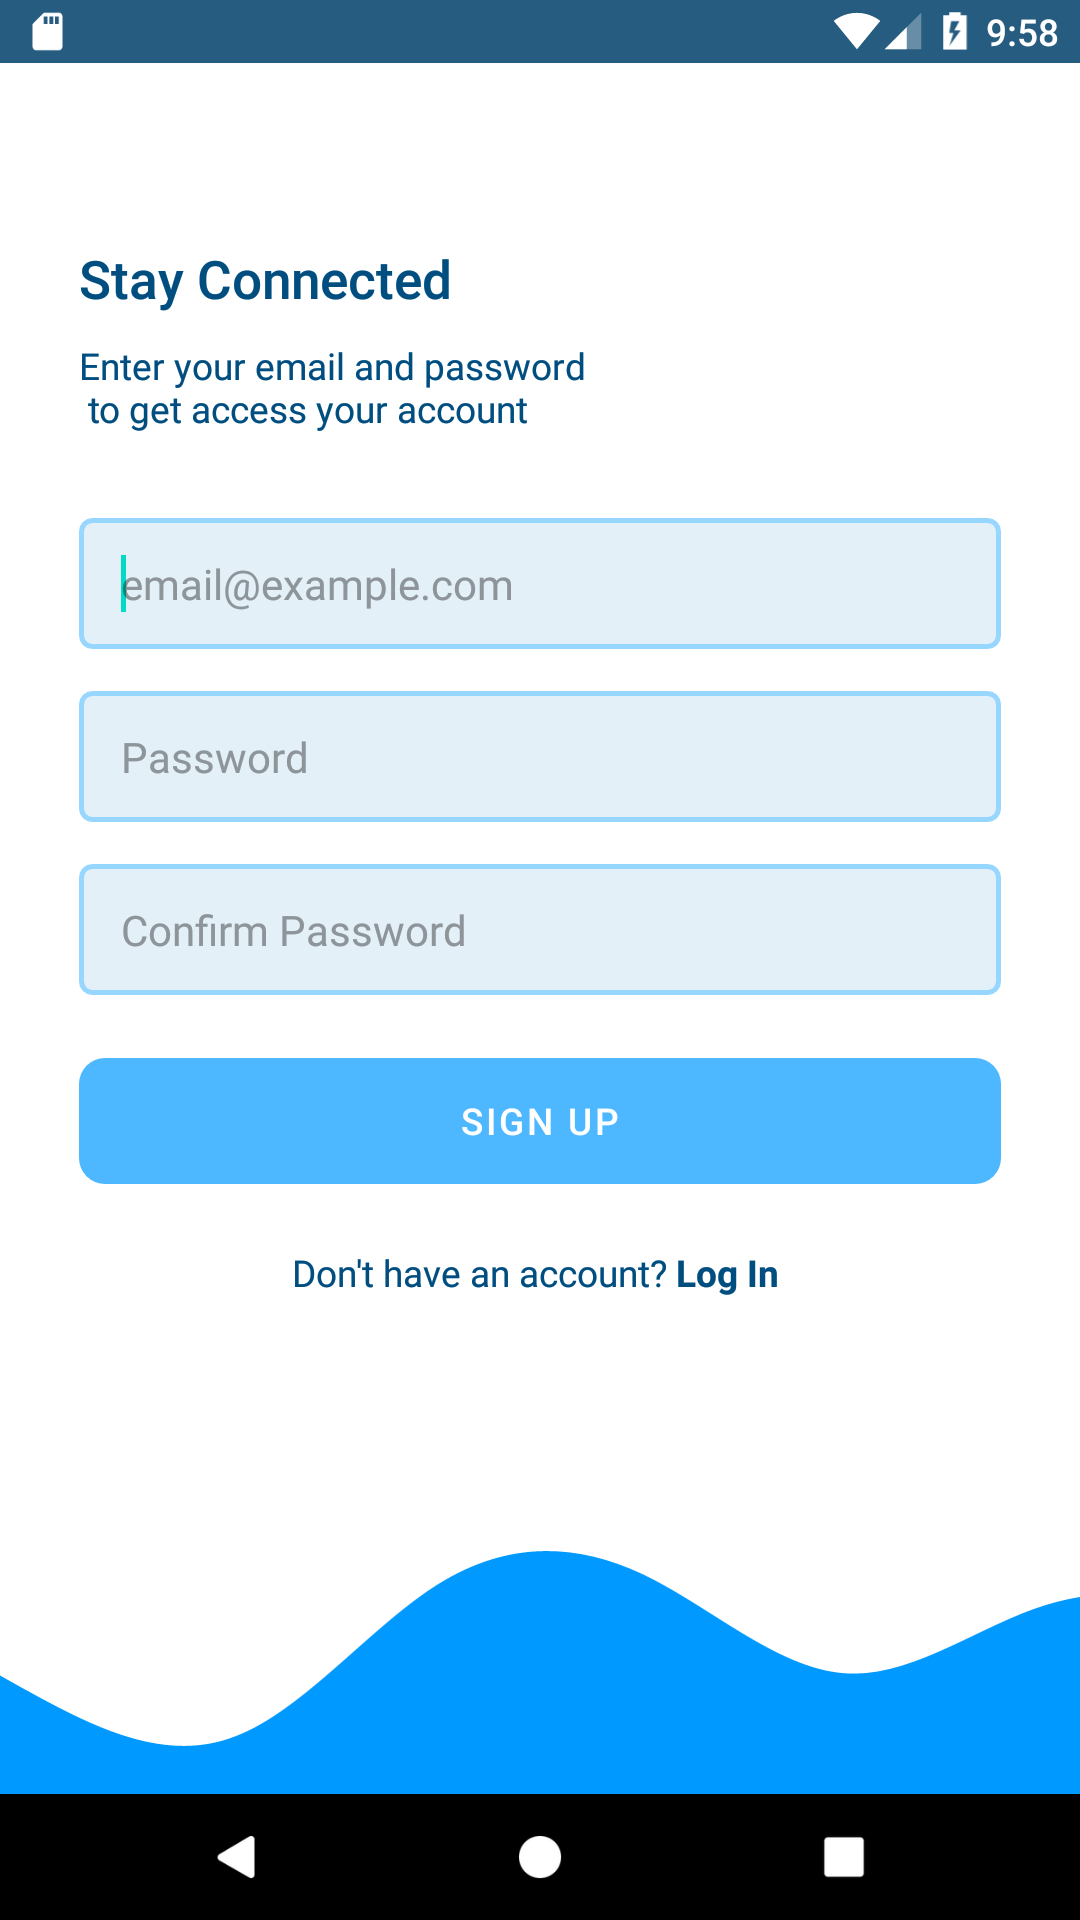 9:58
Stay Connected
Enter your email and password
to get access your account
email@example.com
Password
Confirm Password
SIGN UP
Don't have an account? Log In